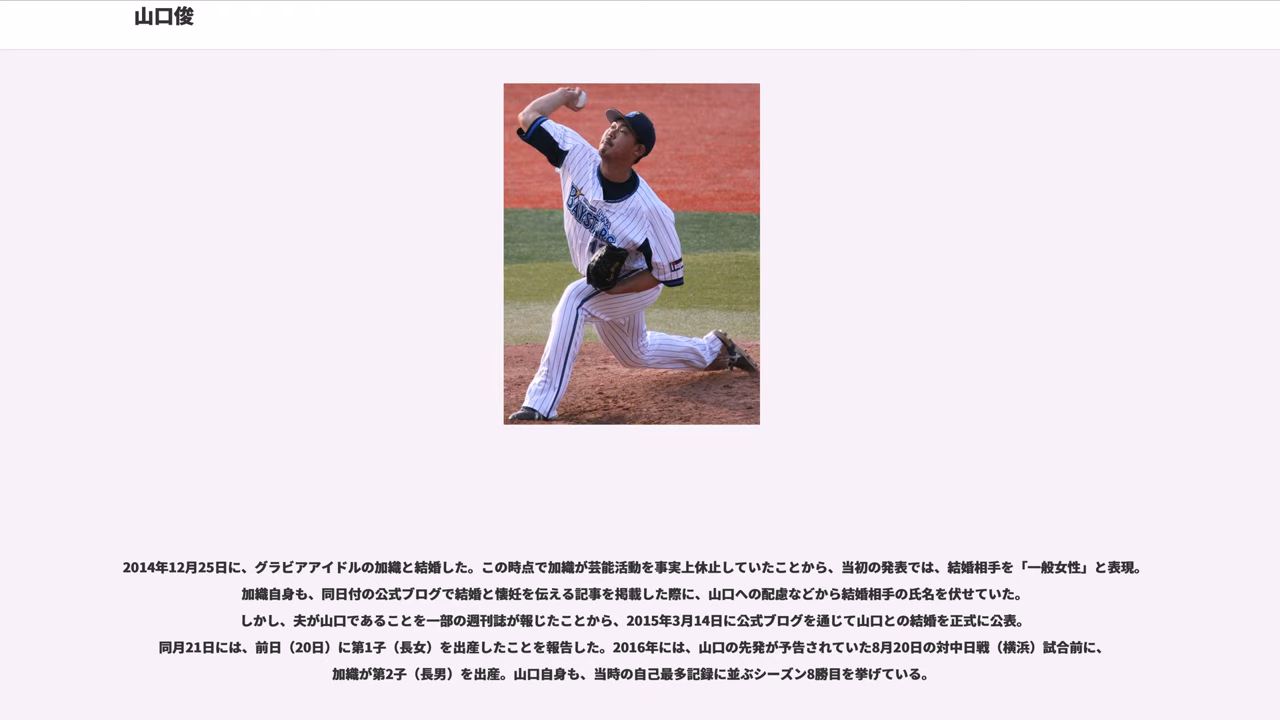 山口俊
BAYSTARS
2014年12月25日に、グラビアアイドルの加織と結婚した。この時点で加織が芸能活動を事実上休止していたことから、当初の発表では、結婚相手を「一般女性」と表現。
加織自身も、同日付の公式ブログで結婚と懐妊を伝える記事を掲載した際に、山口への配慮などから結婚相手の氏名を伏せていた。
しかし、夫が山口であることを一部の週刊誌が報じたことから、2015年3月14日に公式ブログを通じて山口との結婚を正式に公表。
同月21日には、前日（20日）に第1子（長女）を出産したことを報告した。2016年には、山口の先発が予告されていた8月20日の対中日戦（横浜）試合前に、
加織が第2子（長男）を出産。山口自身も、当時の自己最多記録に並ぶシーズン8勝目を挙げている。